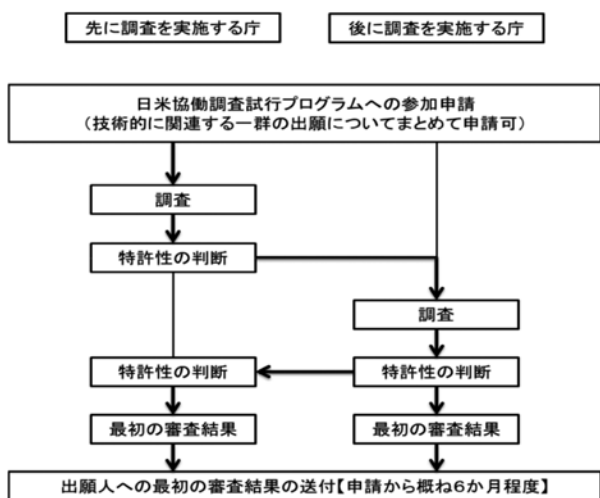 先に調査を実施する庁
後に調査を実施する庁
日米協働調査試行プログラムへの参加申請
(技術的に関連する一群の出願についてまとめて申請可)
調査
特許性の判断
調査
特許性の判断
特許性の判断
最初の審査結果
最初の審査結果
出願人への最初の審査結果の送付【申請から概ね6か月程度】